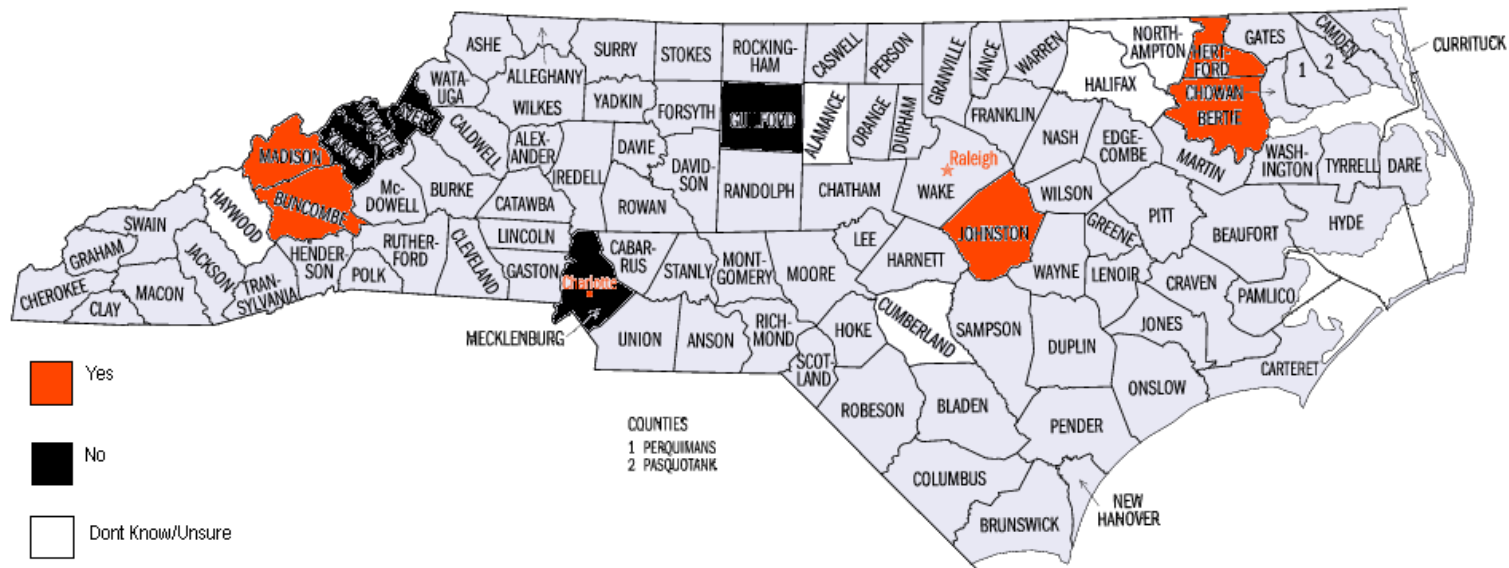 ASHE
ALLEGHANY
SURRY
STOKES
ROCKING-
HAM
CASWELL
PERSON
GRANVILLE
VANCE
WARREN
NORTH-
AMPTON
HERT-
FORD
GATES
CAMDEN
CURRITUCK
1
2
WATA-
UGA
WILKES
YADKIN
FORSYTH
GUILFORD
ALAMANCE
ORANGE
DURHAM
FRANKLIN
HALIFAX
CHOWAN
BERTIE
AVERY
MITCHELL
YANCEY
CALDWELL
ALEX-
ANDER
DAVIE
DAVID-
SON
NASH
EDGE-
COMBE
MARTIN
WASH-
INGTON
TYRRELL
DARE
MADISON
Mc-
DOWELL
BURKE
IREDELL
RANDOLPH
CHATHAM
Raleigh
WAKE
WILSON
BUNCOMBE
CATAWBA
ROWAN
PITT
HYDE
HAYWOOD
SWAIN
GRAHAM
JACKSON
HENDER-
SON
RUTHER-
FORD
POLK
CLEVELAND
LINCOLN
GASTON
CABAR-
RUS
STANLY
MONT-
GOMERY
MOORE
LEE
HARNETT
JOHNSTON
GREENE
BEAUFORT
CHEROKEE
CLAY
MACON
TRAN-
SYLVANIA
Charlotte
MECKLENBURG
UNION
ANSON
RICH-
MOND
SCOT-
LAND
HOKE
CUMBERLAND
SAMPSON
WAYNE
LENOIR
CRAVEN
PAMLICO
JONES
DUPLIN
ONSLOW
CARTERET
ROBESON
BLADEN
PENDER
COLUMBUS
BRUNSWICK
NEW
HANOVER
COUNTIES
1 PERQUIMANS
2 PASQUOTANK
Yes
No
Dont Know/Unsure